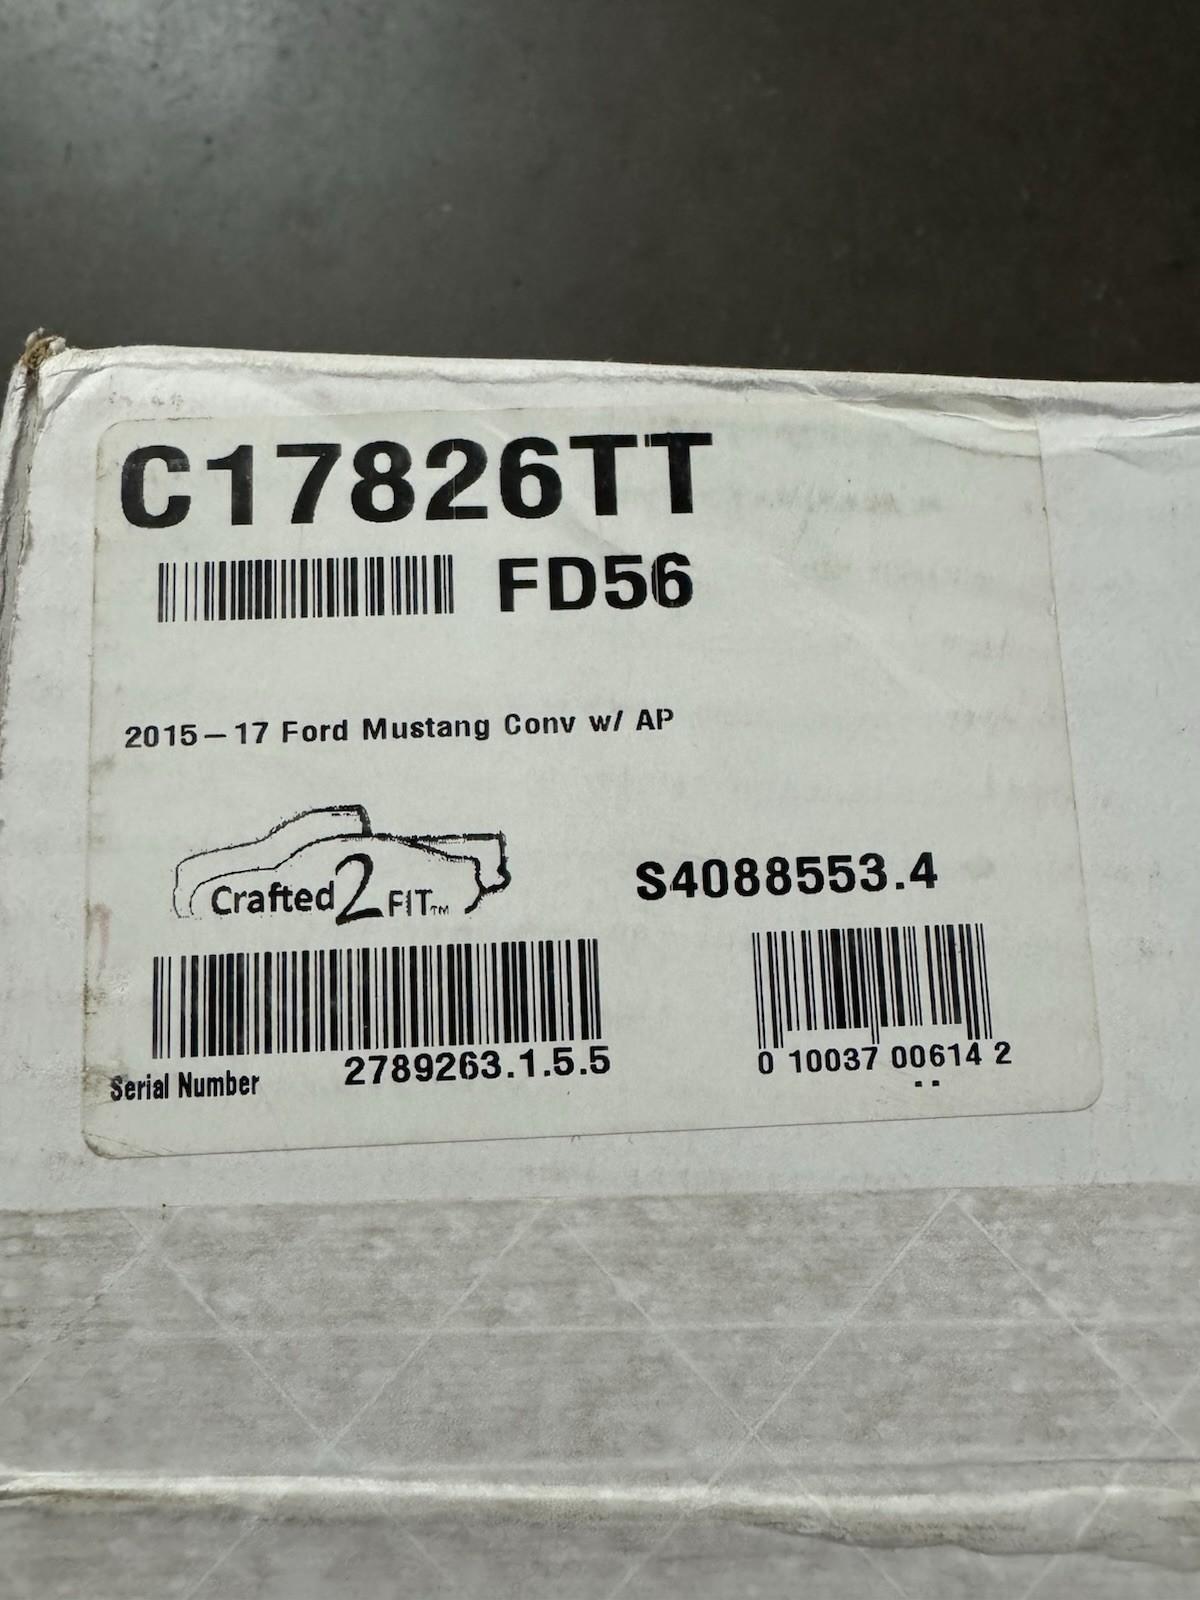 C17826TT
FD56
2015-17 Ford Mustang Conv w/ AP
Crafted 2 FIT™
S4088553.4
Serial Number 2789263.1.5.5
0 10037 00614 2